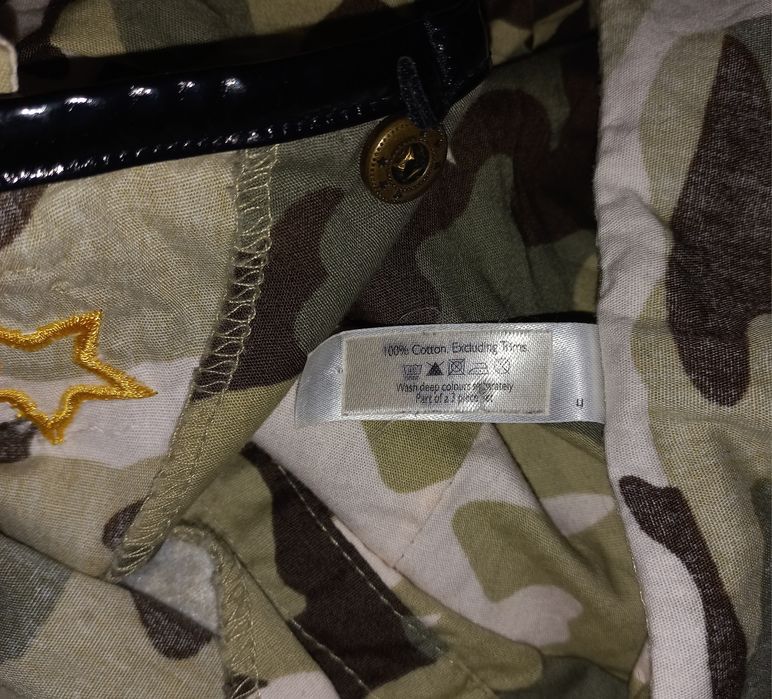 100% Cotton. Excluding Trims
Wash deep colours separately
Part of a 3 piece set